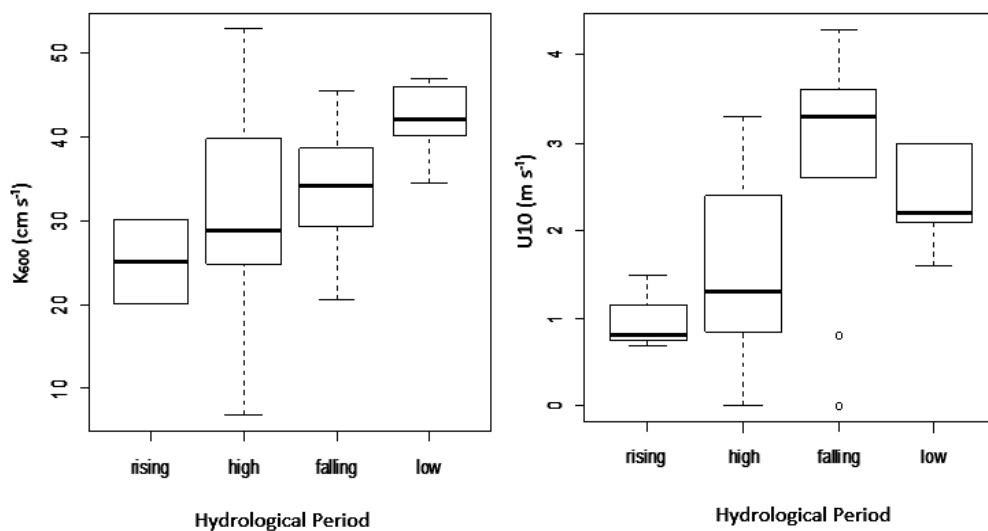 K₆₀₀ (cm s⁻¹)
50
40
30
20
10
rising high falling low
Hydrological Period
U10 (m s⁻¹)
4
3
2
1
0
rising high falling low
Hydrological Period